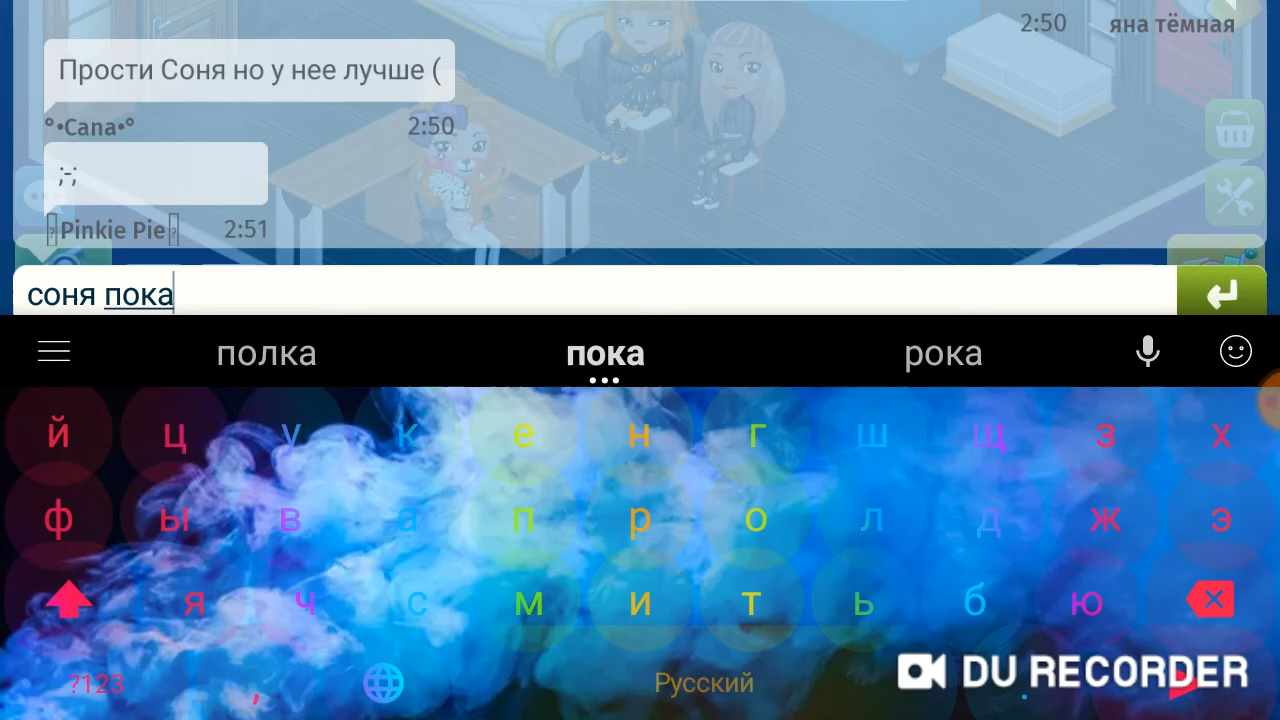 2:50 яна тёмная
Прости Соня но у нее лучше (
°•Cana•° 2:50
;-;
Pinkie Pie 2:51
соня пока
полка пока рока
й ц у к е н г ш щ з х
ф ы в а п р о л д ж э
я ч с м и т ь б ю
?123 , Русский .
DU RECORDER